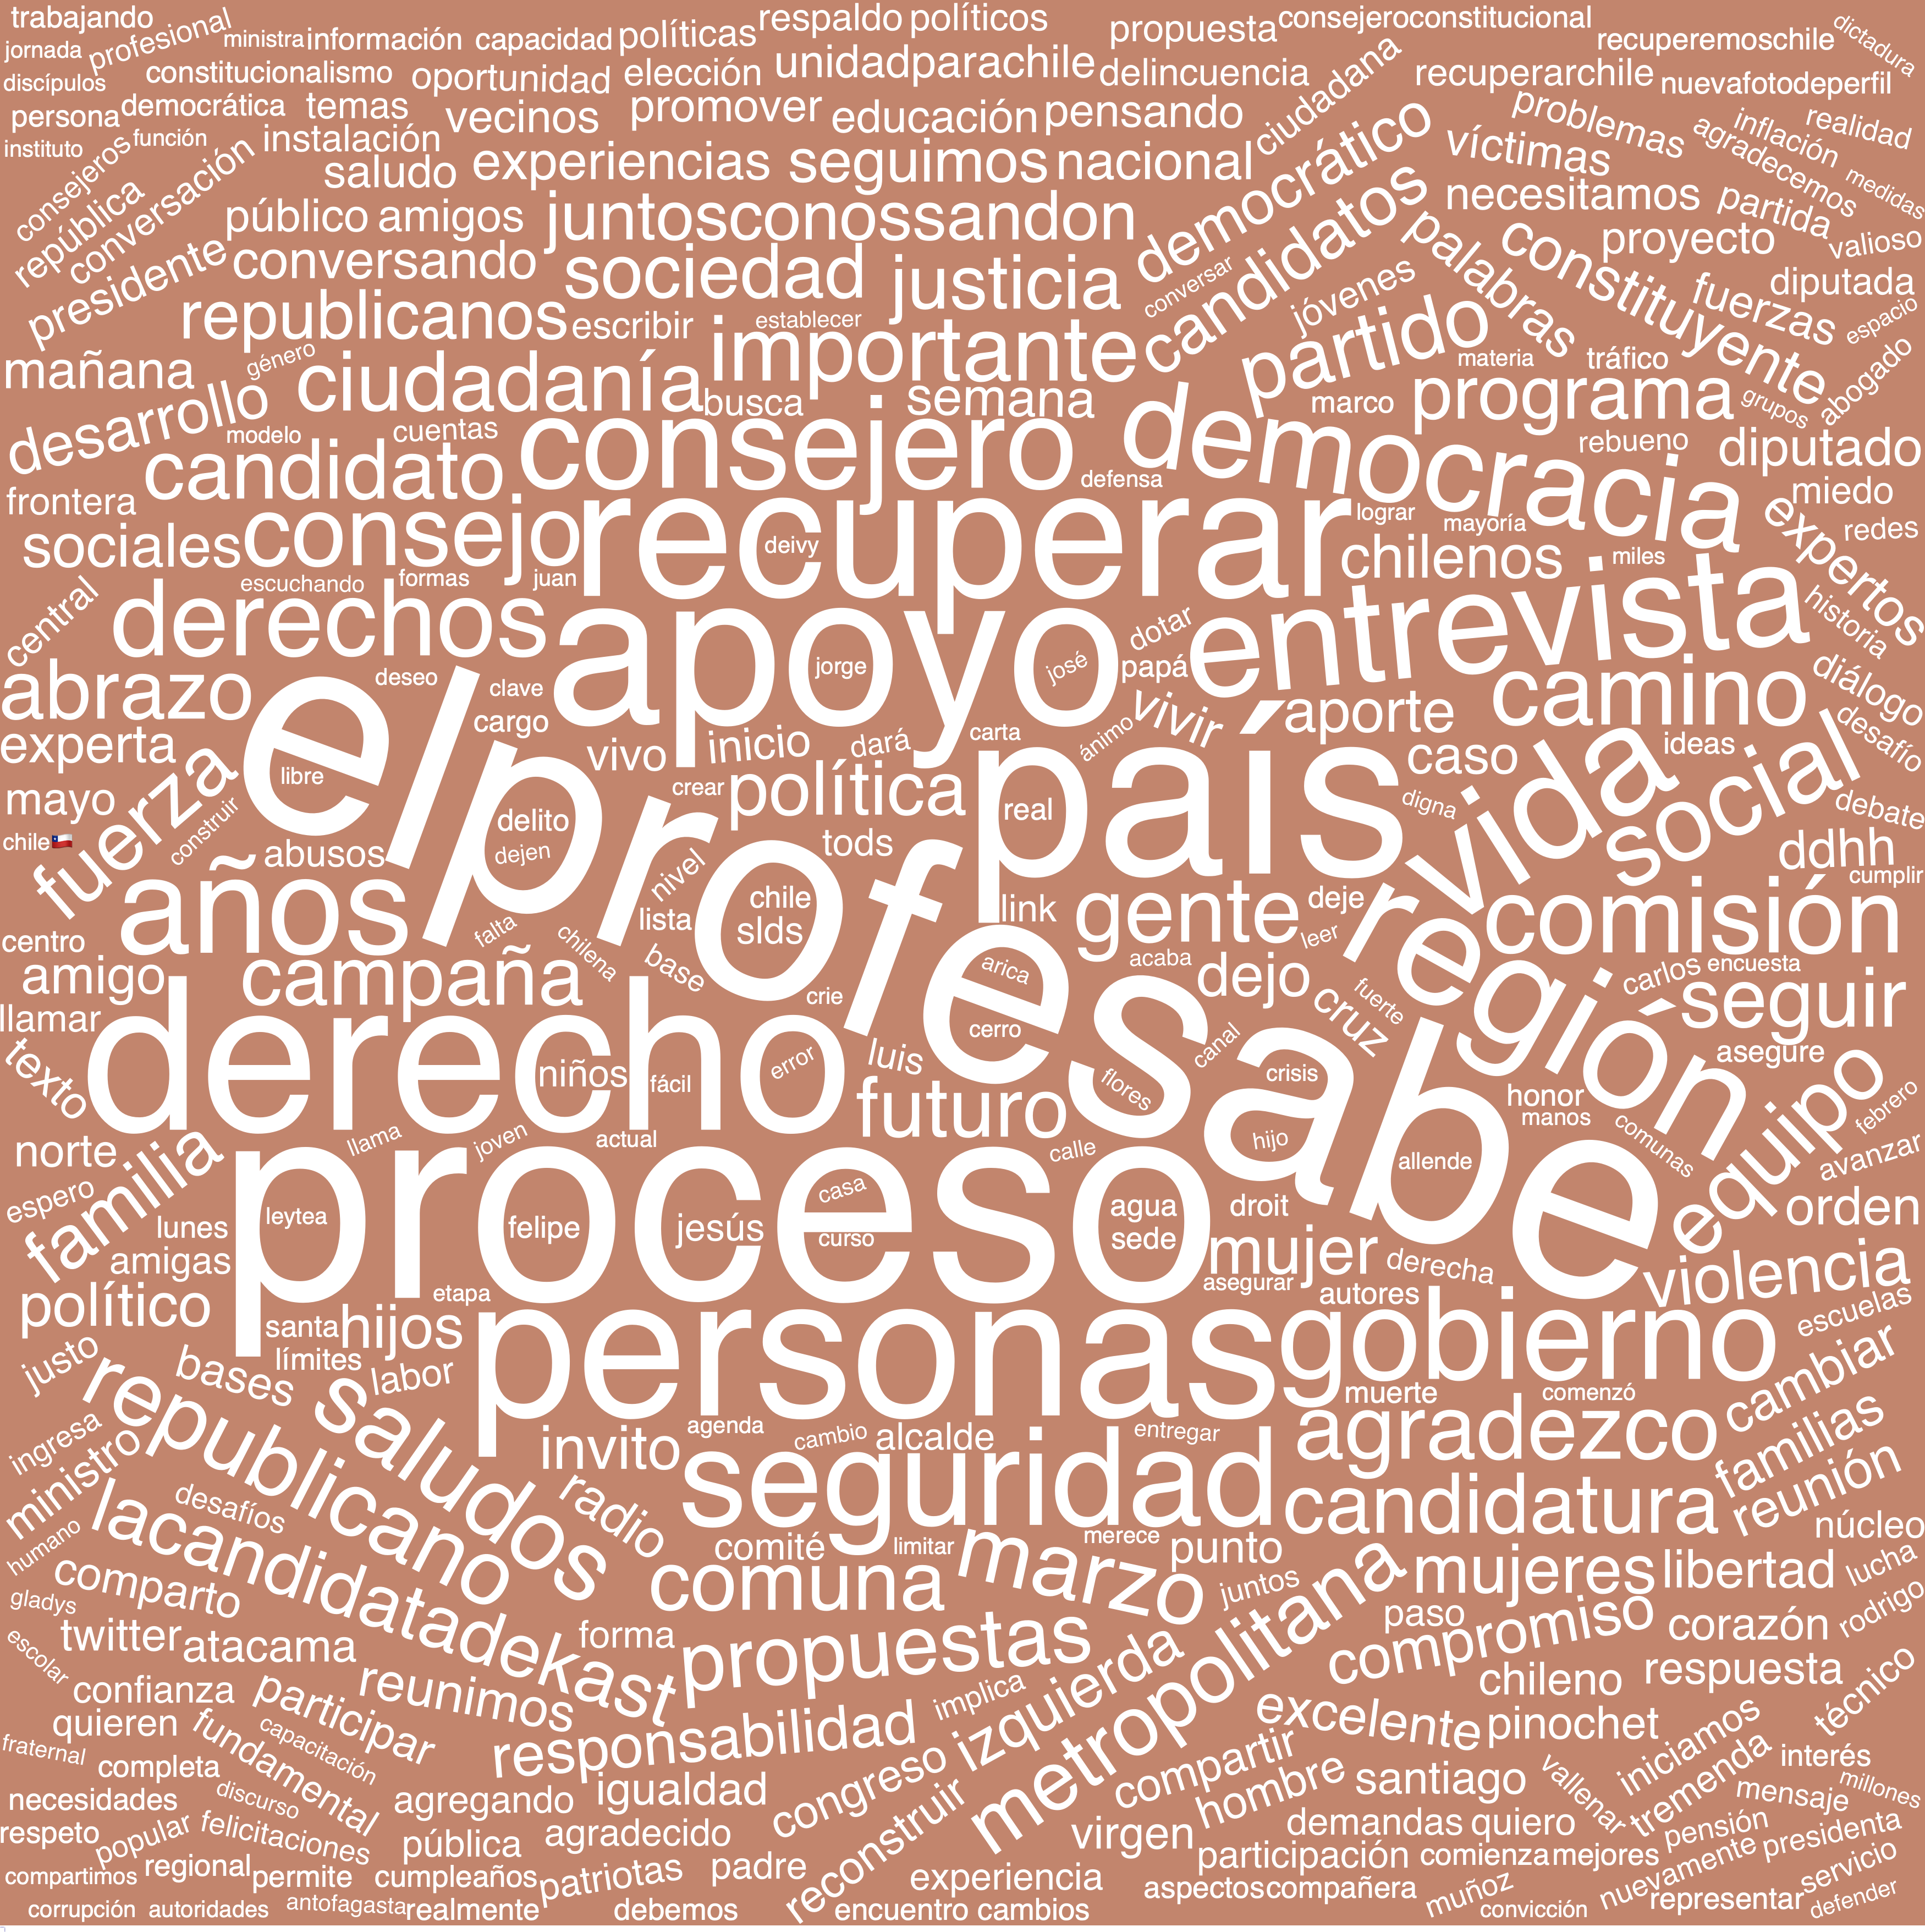 trabajando
profesional
ministra
información
capacidad
políticas
respaldo
políticos
propuesta
consejeroconstitucional
recuperemoschile
dictadura
jornada
discípulos
constitucionalismo
oportunidad
elección
unidadparachile
delincuencia
ciudadana
recuperarchile
nuevafotodeperfil
persona
democrática
temas
vecinos
promover
educación
pensando
problemas
inflación
realidad
instituto
consejeros
función
instalación
saludo
experiencias
seguimos
nacional
democrático
víctimas
agradecemos
medidas
república
conversación
público
amigos
juntosconossandon
candidatos
necesitamos
partida
valioso
presidente
conversando
sociedad
justicia
conversar
palabras
constituyente
proyecto
diputada
republicanos
escribir
establecer
importante
jóvenes
partido
fuerzas
espacio
mañana
género
ciudadanía
busca
semana
materia
tráfico
abogado
desarrollo
modelo
cuentas
consejero
democracia
marco
programa
grupos
candidato
defensa
rebueno
diputado
frontera
consejo
recuperar
deivy
lograr
mayoría
miedo
expertos
redes
sociales
escuchando
formas
juan
chilenos
miles
central
derechos
apoyo
jorge
josé
dotar
papá
entrevista
historia
abrazo
deseo
clave
cargo
elprofesabe
vivir
aporte
camino
diálogo
desafío
experta
vivo
inicio
dará
carta
ánimo
país
caso
vida
ideas
social
mayo
fuerza
libre
construir
crear
política
real
digna
debate
chile🇨🇱
abusos
delito
dejen
nivel
tods
ddhh
cumplir
años
lista
chile
slds
link
gente
deje
región
comisión
centro
falta
chilena
base
acaba
leer
carlos
encuesta
amigo
campaña
crie
arica
dejo
cruz
fuerte
seguir
llamar
texto
derecho
niños
fácil
error
luis
cerro
canal
crisis
asegure
futuro
flores
honor
manos
equipo
febrero
norte
familia
llama
joven
actual
calle
hijo
allende
comunas
avanzar
espero
lunes
leytea
proceso
felipe
jesús
casa
curso
agua
sede
droit
orden
amigas
mujer
derecha
violencia
político
etapa
asegurar
autores
escuelas
santa
hijos
personas
gobierno
justo
límites
labor
bases
muerte
comenzó
cambiar
republicano
saludos
agenda
cambio
alcalde
entregar
agradezco
familias
ingresa
ministro
invito
seguridad
candidatura
reunión
desafíos
lacandidatadekast
radio
comité
limitar
merece
punto
núcleo
humano
comparto
comuna
marzo
juntos
mujeres
libertad
lucha
gladys
twitter
atacama
forma
propuestas
metropolitana
paso
compromiso
corazón
rodrigo
escolar
confianza
participar
reunimos
implica
izquierda
chileno
respuesta
quieren
fundamental
capacitación
responsabilidad
excelente
pinochet
técnico
fraternal
completa
igualdad
congreso
compartir
hombre
santiago
vallenar
iniciamos
tremenda
interés
necesidades
discurso
agregando
reconstruir
demandas
quiero
mensaje
millones
respeto
popular
felicitaciones
pública
agradecido
virgen
pensión
presidenta
compartimos
regional
permite
cumpleaños
patriotas
padre
experiencia
participación
comienza
mejores
nuevamente
servicio
corrupción
autoridades
antofagasta
realmente
debemos
encuentro
cambios
aspectos
compañera
muñoz
convicción
representar
defender